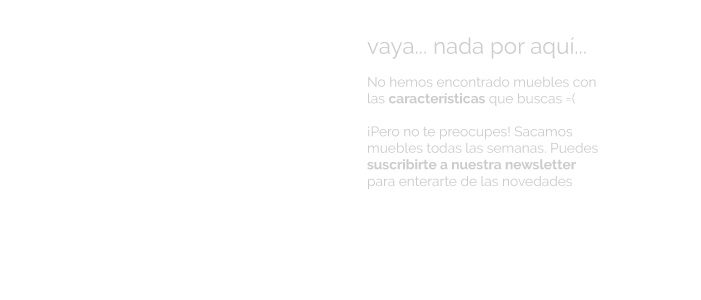 vaya... nada por aquí...
No hemos encontrado muebles con
las caracteristicas que buscas =(
¡Pero no te preocupes! Sacamos
muebles todas las semanas. Puedes
suscribirte a nuestra newsletter
para enterarte de las novedades